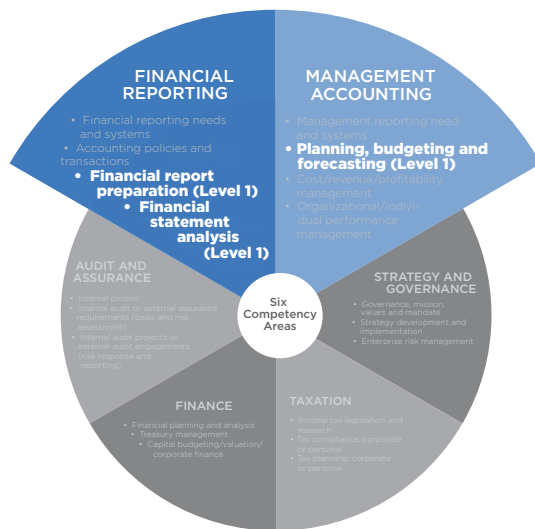 FINANCIAL
REPORTING
• Financial reporting needs
and systems
• Accounting policies and
transactions
• Financial report
preparation (Level 1)
• Financial
statement
analysis
(Level 1)
MANAGEMENT
ACCOUNTING
• Management reporting need
and systems
• Planning, budgeting and
forecasting (Level 1)
• Cost/revenue/profitability
management
• Organizational/indivi-
dual performance
management
AUDIT AND
ASSURANCE
• Internal control
• Internal audit or external assurance
requirements (basis and risk
assessment)
• Internal audit projects or
external audit engagements
(risk response and
reporting)
Six
Competency
Areas
STRATEGY AND
GOVERNANCE
• Governance, mission,
values and mandate
• Strategy development and
implementation
• Enterprise risk management
FINANCE
• Financial planning and analysis
• Treasury management
• Capital budgeting/valuation/
corporate finance
TAXATION
• Income tax legislation and
research
• Tax compliance: corporate
or personal
• Tax planning: corporate
or personal